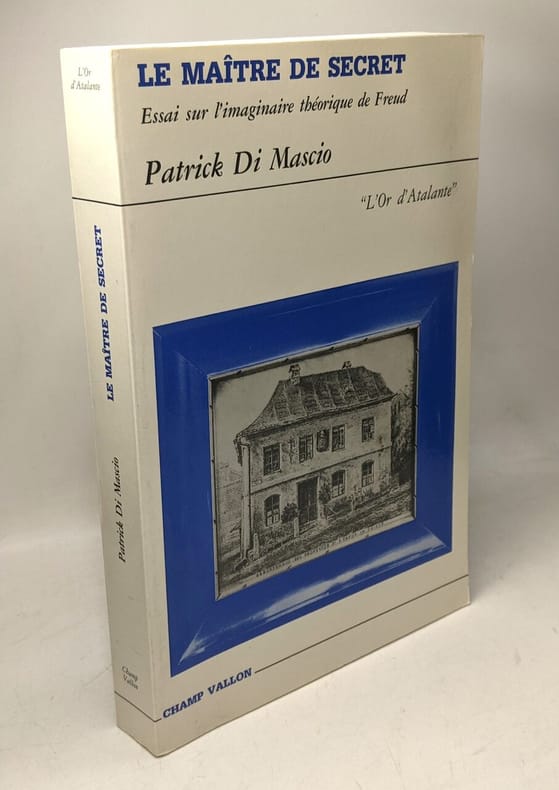 LE MAÎTRE DE SECRET
Essai sur l'imaginaire théorique de Freud
Patrick Di Mascio
"L'Or d'Atalante"
CHAMP VALLON
L'Or
d'Atalante
LE MAÎTRE DE SECRET
Patrick Di Mascio
Champ
Vallon